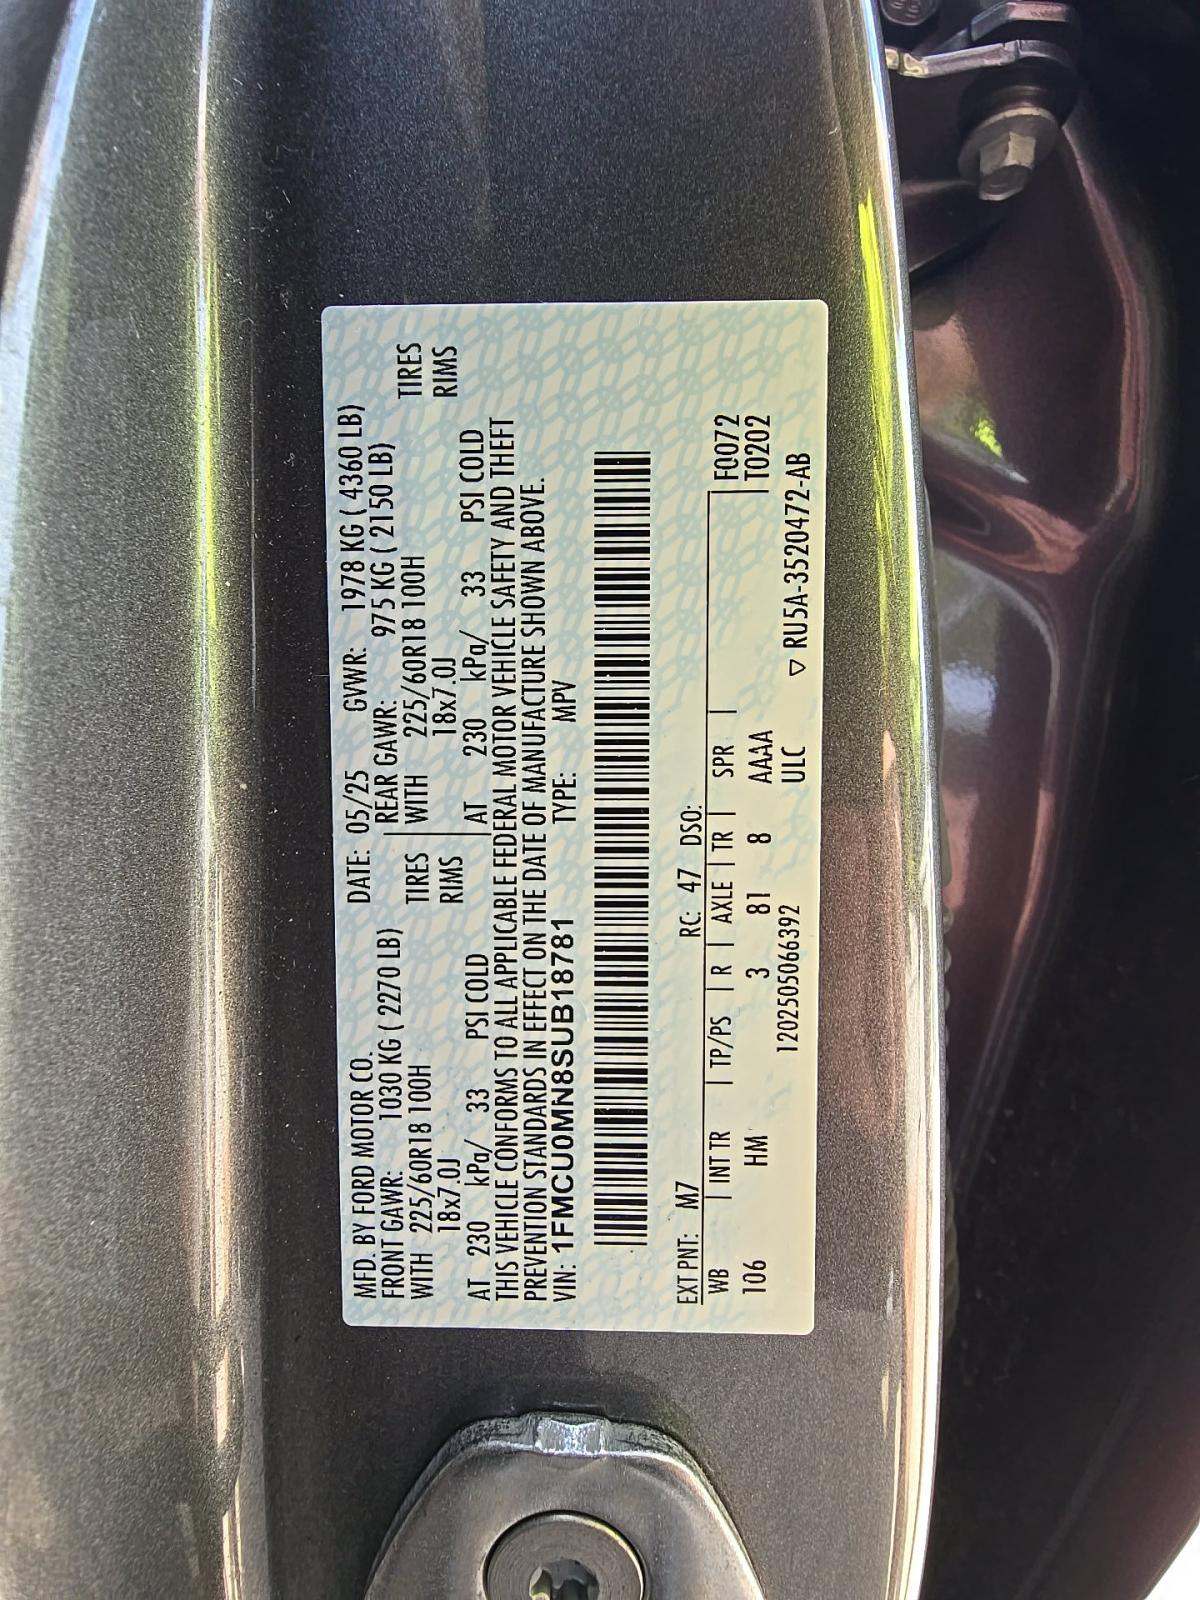 MFD. BY FORD MOTOR CO. DATE: 05/25 GVWR: 1978 KG ( 4360 LB)
FRONT GAWR: 1030 KG ( 2270 LB) REAR GAWR: 975 KG ( 2150 LB)
WITH 225/60R18 100H TIRES WITH 225/60R18 100H TIRES
18x7.0J RIMS 18x7.0J RIMS
AT 230 kPa/ 33 PSI COLD AT 230 kPa/ 33 PSI COLD
THIS VEHICLE CONFORMS TO ALL APPLICABLE FEDERAL MOTOR VEHICLE SAFETY AND THEFT
PREVENTION STANDARDS IN EFFECT ON THE DATE OF MANUFACTURE SHOWN ABOVE.
VIN: 1FMCU0MN8SUB18781 TYPE: MPV
EXT PNT: M7 RC: 47 DSO:
WB | INT TR | TP/PS | R | AXLE | TR | SPR | F0072
106 HM 3 81 8 AAAA T0202
1202505066392 ULC
▽ RU5A-3520472-AB